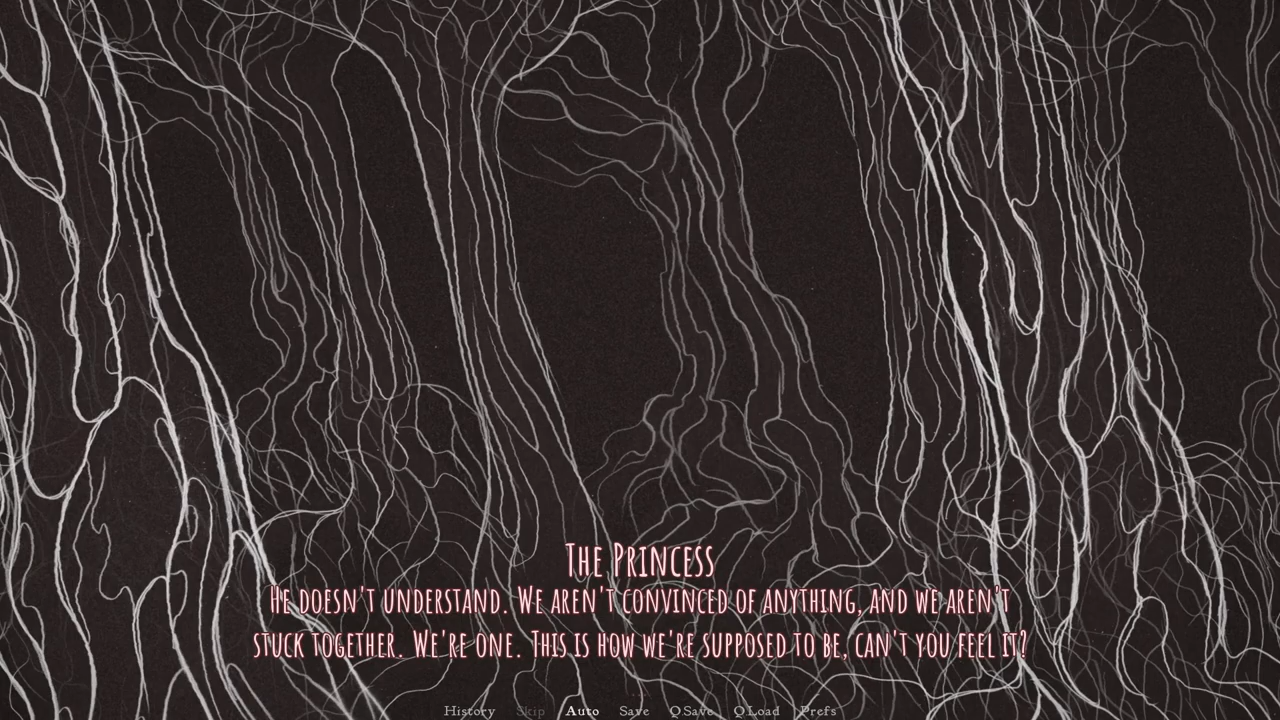 The Princess
He doesn't understand. We aren't convinced of anything, and we aren't
stuck together. We're one. This is how we're supposed to be, can't you feel it?
History Skip Auto Save Q.Save Q.Load Prefs